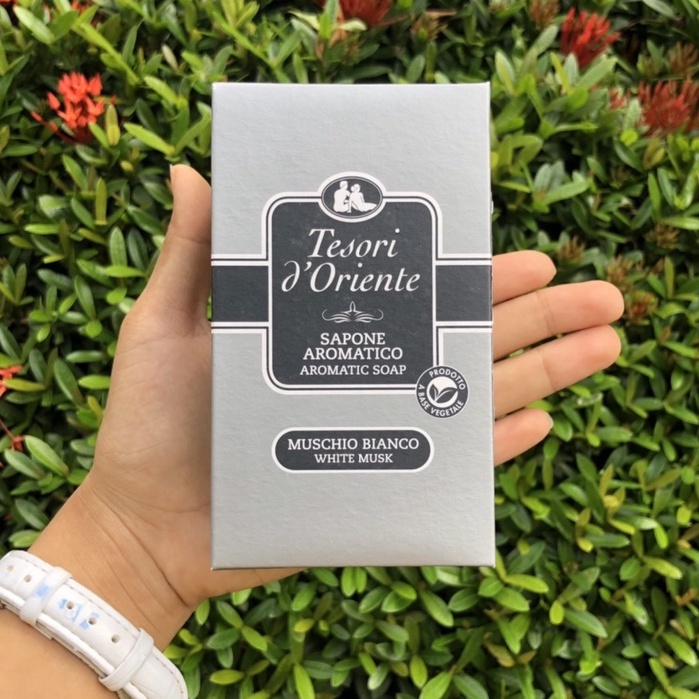 Tesori
d'Oriente
SAPONE
AROMATICO
AROMATIC SOAP
PRODOTTO
A BASE VEGETALE
MUSCHIO BIANCO
WHITE MUSK